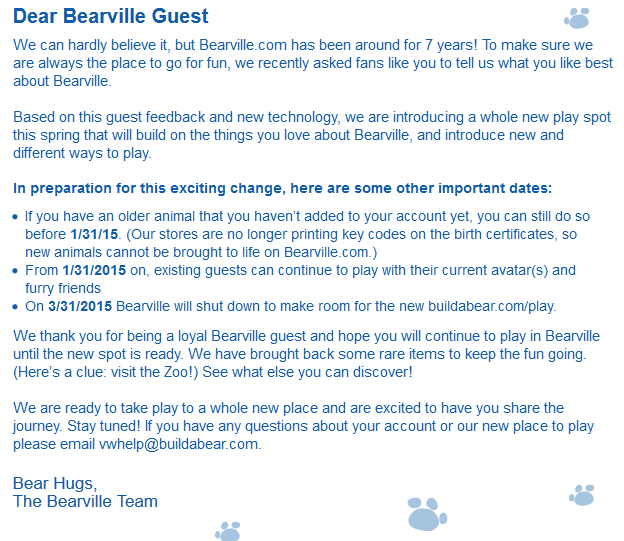 Dear Bearville Guest
We can hardly believe it, but Bearville.com has been around for 7 years! To make sure we
are always the place to go for fun, we recently asked fans like you to tell us what you like best
about Bearville.
Based on this guest feedback and new technology, we are introducing a whole new play spot
this spring that will build on the things you love about Bearville, and introduce new and
different ways to play.
In preparation for this exciting change, here are some other important dates:
• If you have an older animal that you haven't added to your account yet, you can still do so
before 1/31/15. (Our stores are no longer printing key codes on the birth certificates, so
new animals cannot be brought to life on Bearville.com.)
• From 1/31/2015 on, existing guests can continue to play with their current avatar(s) and
furry friends
• On 3/31/2015 Bearville will shut down to make room for the new buildabear.com/play.
We thank you for being a loyal Bearville guest and hope you will continue to play in Bearville
until the new spot is ready. We have brought back some rare items to keep the fun going.
(Here's a clue: visit the Zoo!) See what else you can discover!
We are ready to take play to a whole new place and are excited to have you share the
journey. Stay tuned! If you have any questions about your account or our new place to play
please email vwhelp@buildabear.com.
Bear Hugs,
The Bearville Team